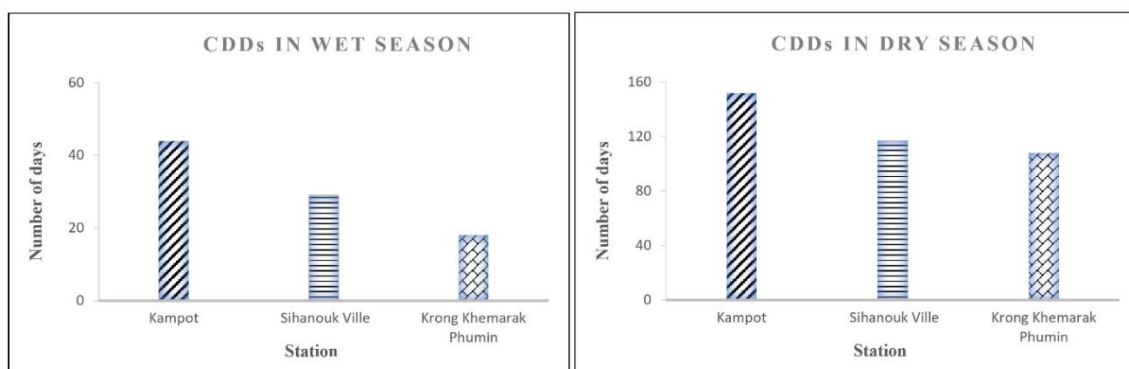 CDDs IN WET SEASON
Number of days
60
40
20
0
Kampot
Sihanouk Ville
Krong Khemarak
Phumin
Station
CDDs IN DRY SEASON
Number of days
160
120
80
40
0
Kampot
Sihanouk Ville
Krong Khemarak
Phumin
Station